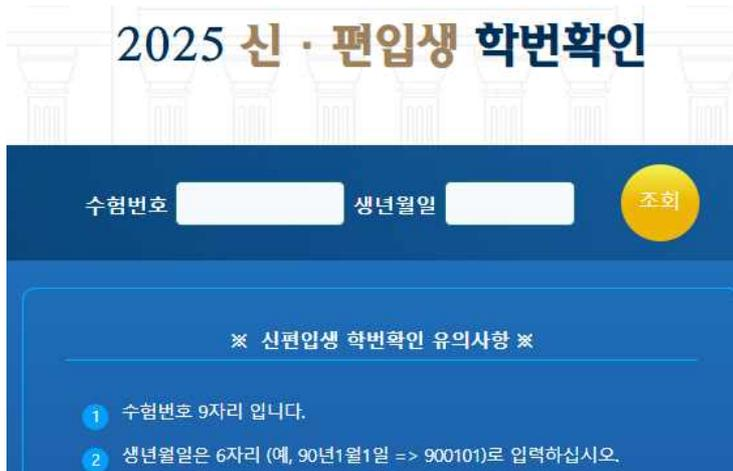 2025 신 · 편입생 학번확인
수험번호 생년월일 조회
※ 신편입생 학번확인 유의사항 ※
1 수험번호 9자리 입니다.
2 생년월일은 6자리 (예, 90년1월1일 => 900101)로 입력하십시오.